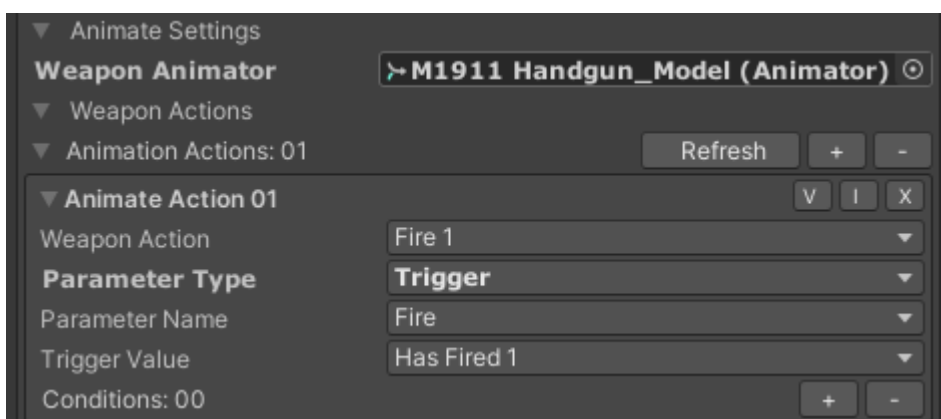 Animate Settings
Weapon Animator M1911 Handgun_Model (Animator)
Weapon Actions
Animation Actions: 01 Refresh + -
Animate Action 01 V I X
Weapon Action Fire 1
Parameter Type Trigger
Parameter Name Fire
Trigger Value Has Fired 1
Conditions: 00 + -